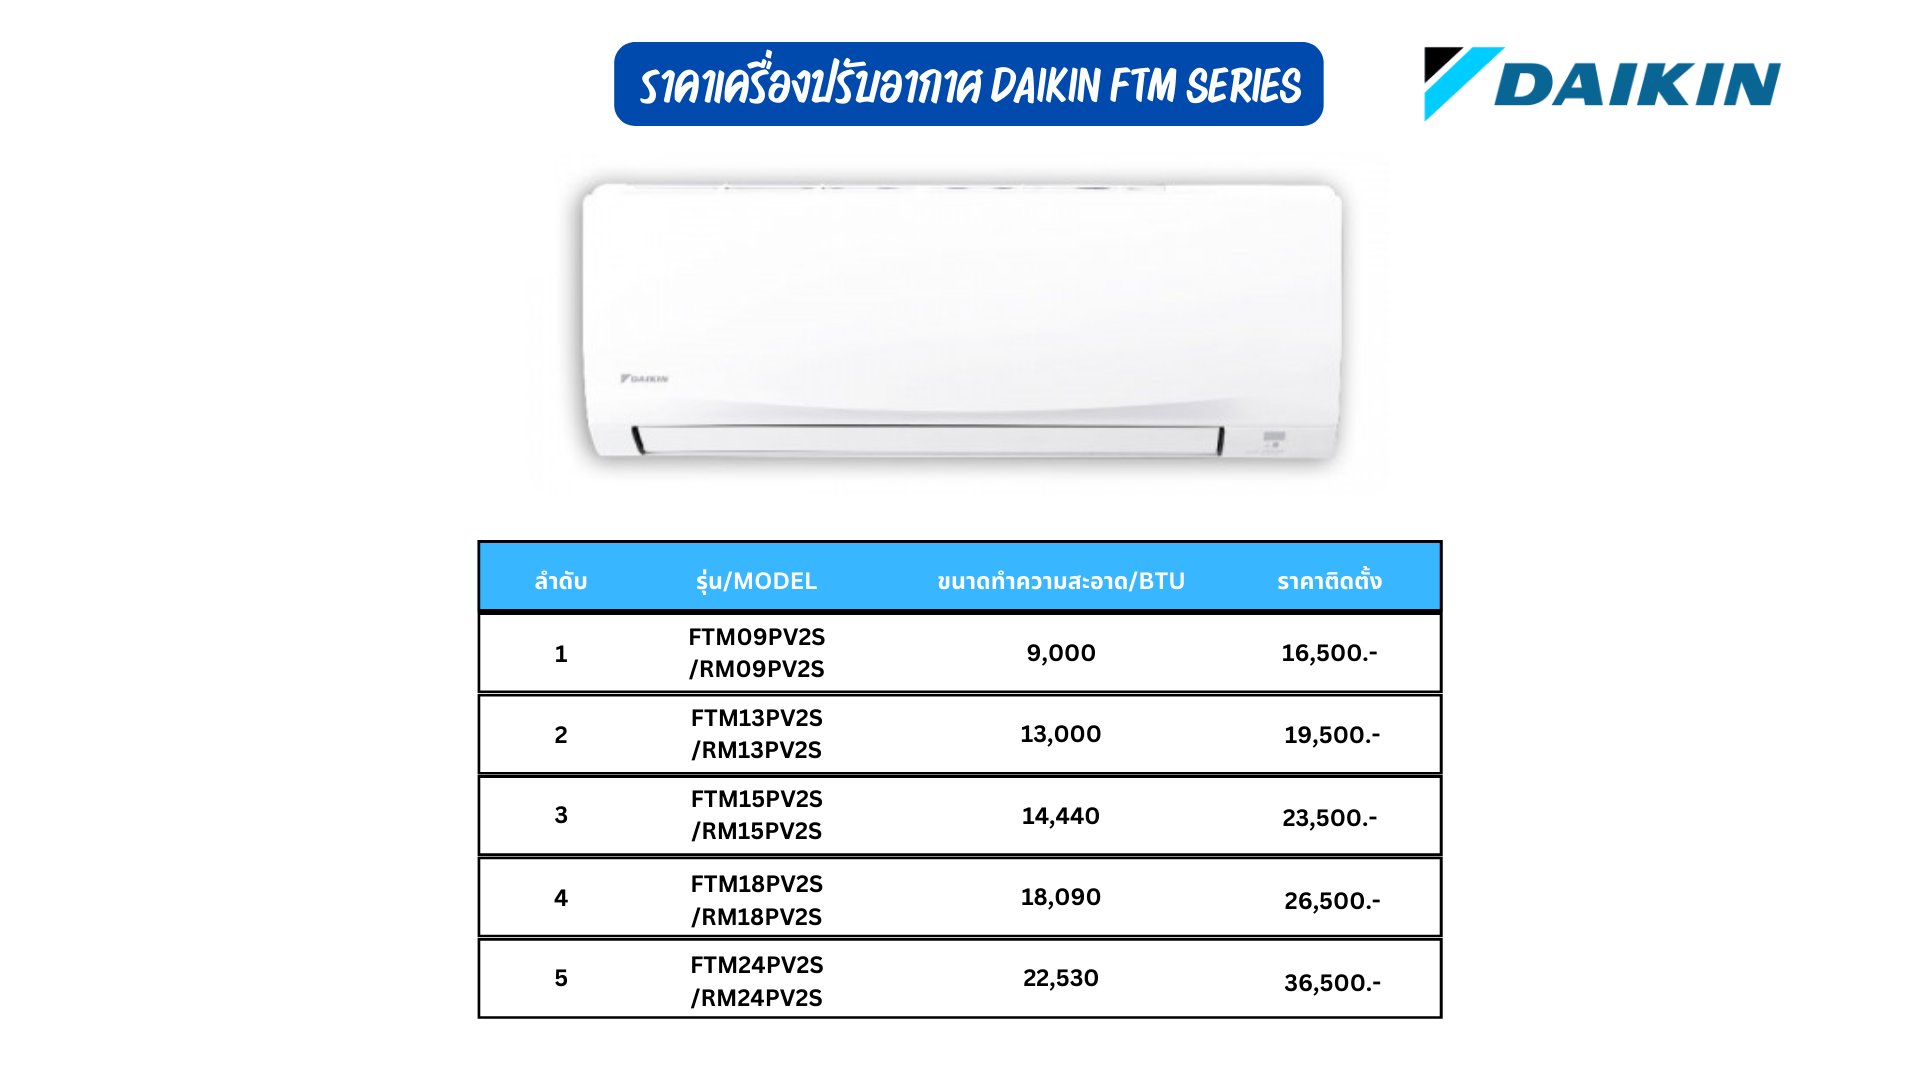 ราคาเครื่องปรับอากาศ DAIKIN FTM SERIES
DAIKIN
DAIKIN
ลำดับ รุ่น/MODEL ขนาดทำความสะอาด/BTU ราคาติดตั้ง
1 FTM09PV2S /RM09PV2S 9,000 16,500.-
2 FTM13PV2S /RM13PV2S 13,000 19,500.-
3 FTM15PV2S /RM15PV2S 14,440 23,500.-
4 FTM18PV2S /RM18PV2S 18,090 26,500.-
5 FTM24PV2S /RM24PV2S 22,530 36,500.-